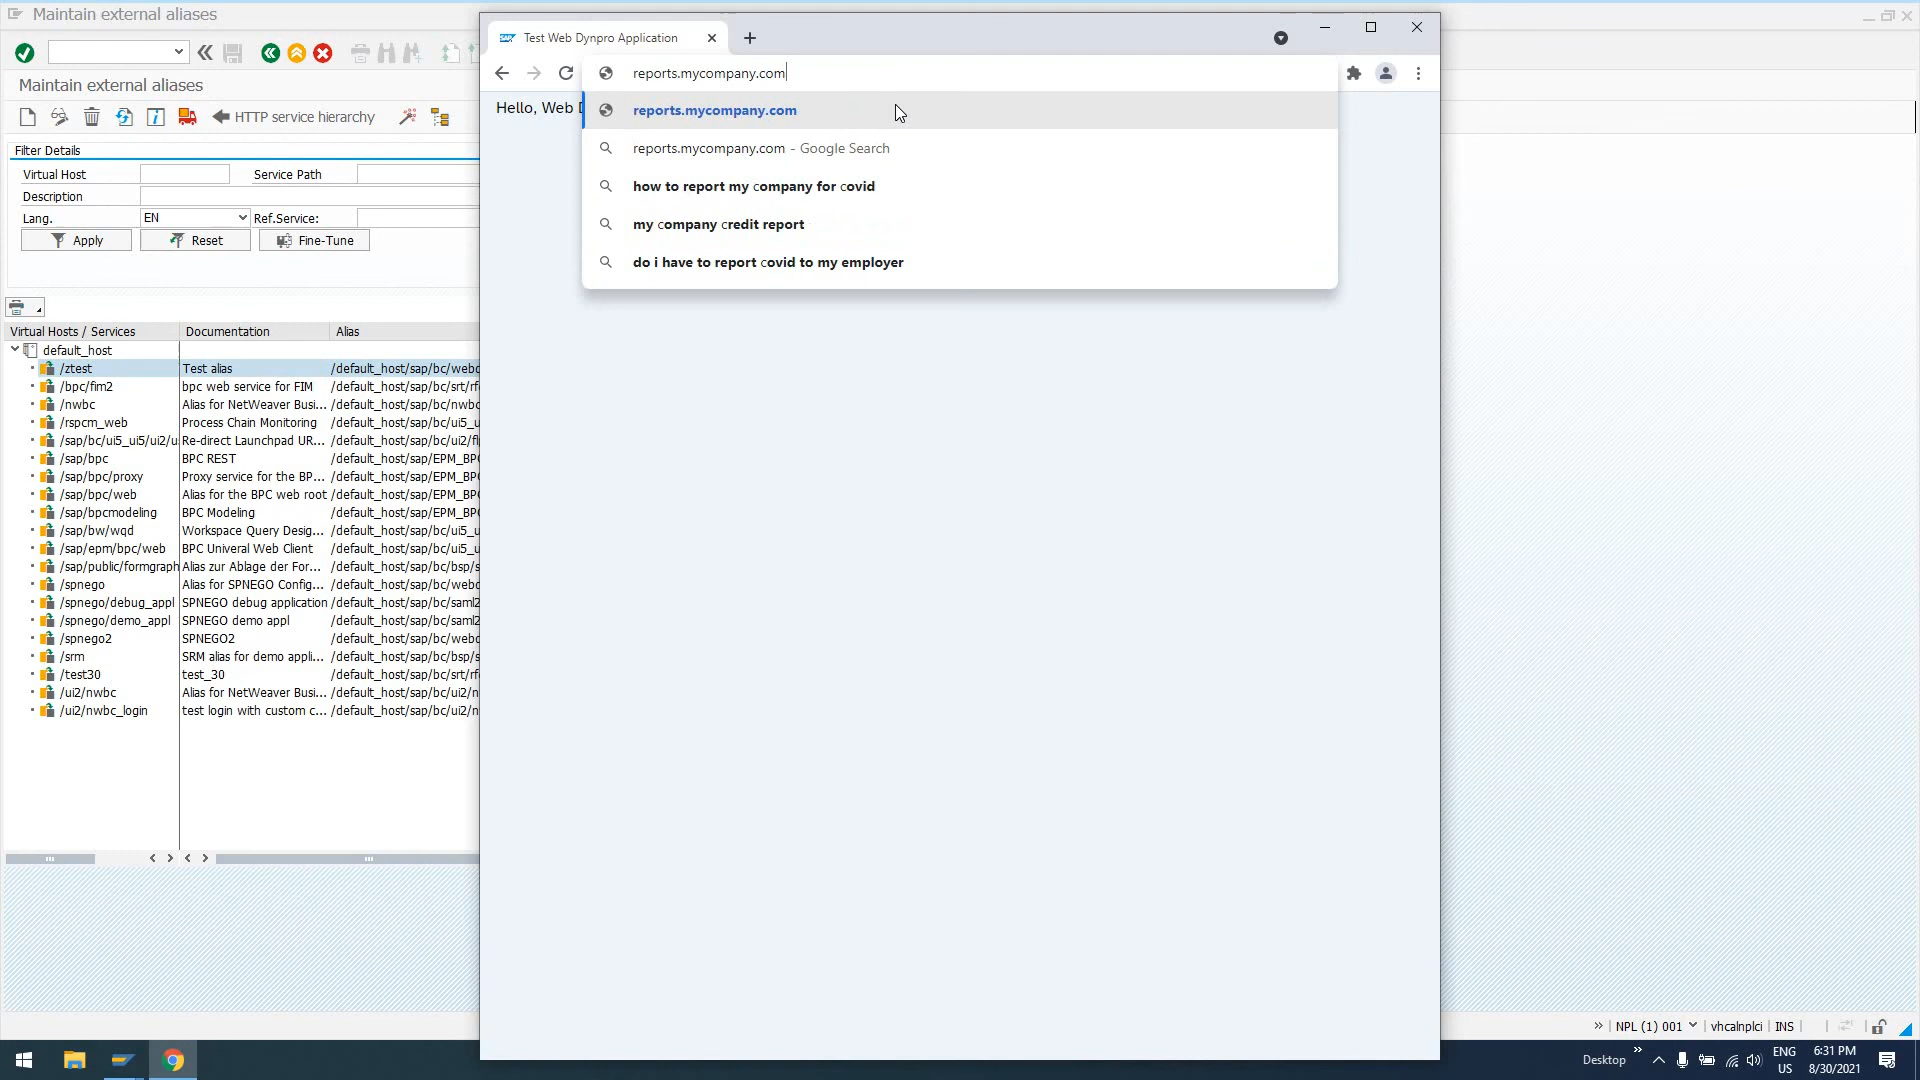 Maintain external aliases
Maintain external aliases
HTTP service hierarchy
Filter Details
Virtual Host
Service Path
Description
Lang.
EN
Ref.Service:
Apply
Reset
Fine-Tune
Virtual Hosts / Services Documentation Alias
default_host
/ztest Test alias /default_host/sap/bc/webd
/bpc/fim2 bpc web service for FIM /default_host/sap/bc/srt/rf
/nwbc Alias for NetWeaver Busi... /default_host/sap/bc/nwbc
/rspcm_web Process Chain Monitoring /default_host/sap/bc/ui5_u
/sap/bc/ui5_ui5/ui2/u Re-direct Launchpad UR... /default_host/sap/bc/ui2/fl
/sap/bpc BPC REST /default_host/sap/EPM_BPC
/sap/bpc/proxy Proxy service for the BP... /default_host/sap/EPM_BPC
/sap/bpc/web Alias for the BPC web root /default_host/sap/EPM_BPC
/sap/bpcmodeling BPC Modeling /default_host/sap/EPM_BPC
/sap/bw/wqd Workspace Query Desig... /default_host/sap/bc/ui5_u
/sap/epm/bpc/web BPC Univeral Web Client /default_host/sap/bc/ui5_u
/sap/public/formgraph Alias zur Ablage der For... /default_host/sap/bc/bsp/s
/spnego Alias for SPNEGO Config... /default_host/sap/bc/webd
/spnego/debug_appl SPNEGO debug application /default_host/sap/bc/saml2
/spnego/demo_appl SPNEGO demo appl /default_host/sap/bc/saml2
/spnego2 SPNEGO2 /default_host/sap/bc/webd
/srm SRM alias for demo appli... /default_host/sap/bc/bsp/s
/test30 test_30 /default_host/sap/bc/srt/rf
/ui2/nwbc Alias for NetWeaver Busi... /default_host/sap/bc/ui2/n
/ui2/nwbc_login test login with custom c... /default_host/sap/bc/ui2/n
SAP Test Web Dynpro Application
reports.mycompany.com
Hello, Web D
reports.mycompany.com
reports.mycompany.com - Google Search
how to report my company for covid
my company credit report
do i have to report covid to my employer
NPL (1) 001 vhcalnplci INS
Desktop
ENG
US
6:31 PM
8/30/2021